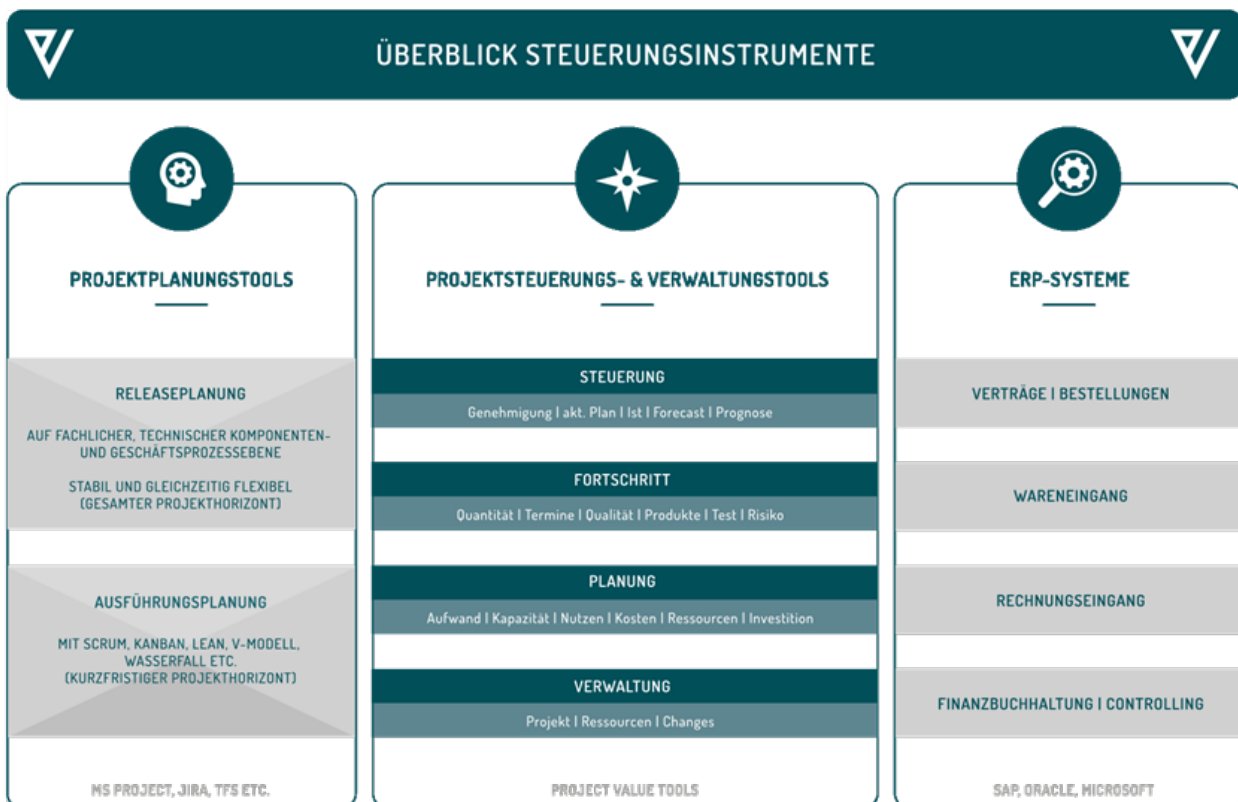 ÜBERBLICK STEUERUNGSINSTRUMENTE
PROJEKTPLANUNGSTOOLS
RELEASEPLANUNG
AUF FACHLICHER, TECHNISCHER KOMPONENTEN-
UND GESCHÄFTSPROZESSEBENE
STABIL UND GLEICHZEITIG FLEXIBEL
(GESAMTER PROJEKTHORIZONT)
AUSFÜHRUNGSPLANUNG
MIT SCRUM, KANBAN, LEAN, V-MODELL,
WASSERFALL ETC.
(KURZFRISTIGER PROJEKTHORIZONT)
MS PROJECT, JIRA, TFS ETC.
PROJEKTSTEUERUNGS- & VERWALTUNGSTOOLS
STEUERUNG
Genehmigung | akt. Plan | Ist | Forecast | Prognose
FORTSCHRITT
Quantität | Termine | Qualität | Produkte | Test | Risiko
PLANUNG
Aufwand | Kapazität | Nutzen | Kosten | Ressourcen | Investition
VERWALTUNG
Projekt | Ressourcen | Changes
PROJECT VALUE TOOLS
ERP-SYSTEME
VERTRÄGE | BESTELLUNGEN
WARENEINGANG
RECHNUNGSEINGANG
FINANZBUCHHALTUNG | CONTROLLING
SAP, ORACLE, MICROSOFT